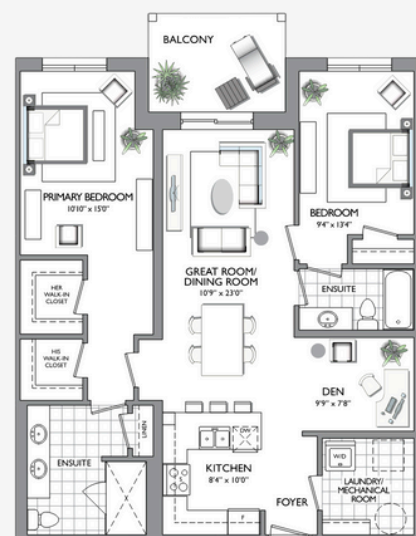 BALCONY
PRIMARY BEDROOM
10'10" x 15'0"
BEDROOM
9'4" x 13'4"
GREAT ROOM/
DINING ROOM
10'9" x 23'0"
HER
WALK-IN
CLOSET
ENSUITE
HIS
WALK-IN
CLOSET
DEN
9'9" x 7'8"
LINEN
ENSUITE
DW
KITCHEN
8'4" x 10'0"
W/D
LAUNDRY/
MECHANICAL
ROOM
FOYER
F